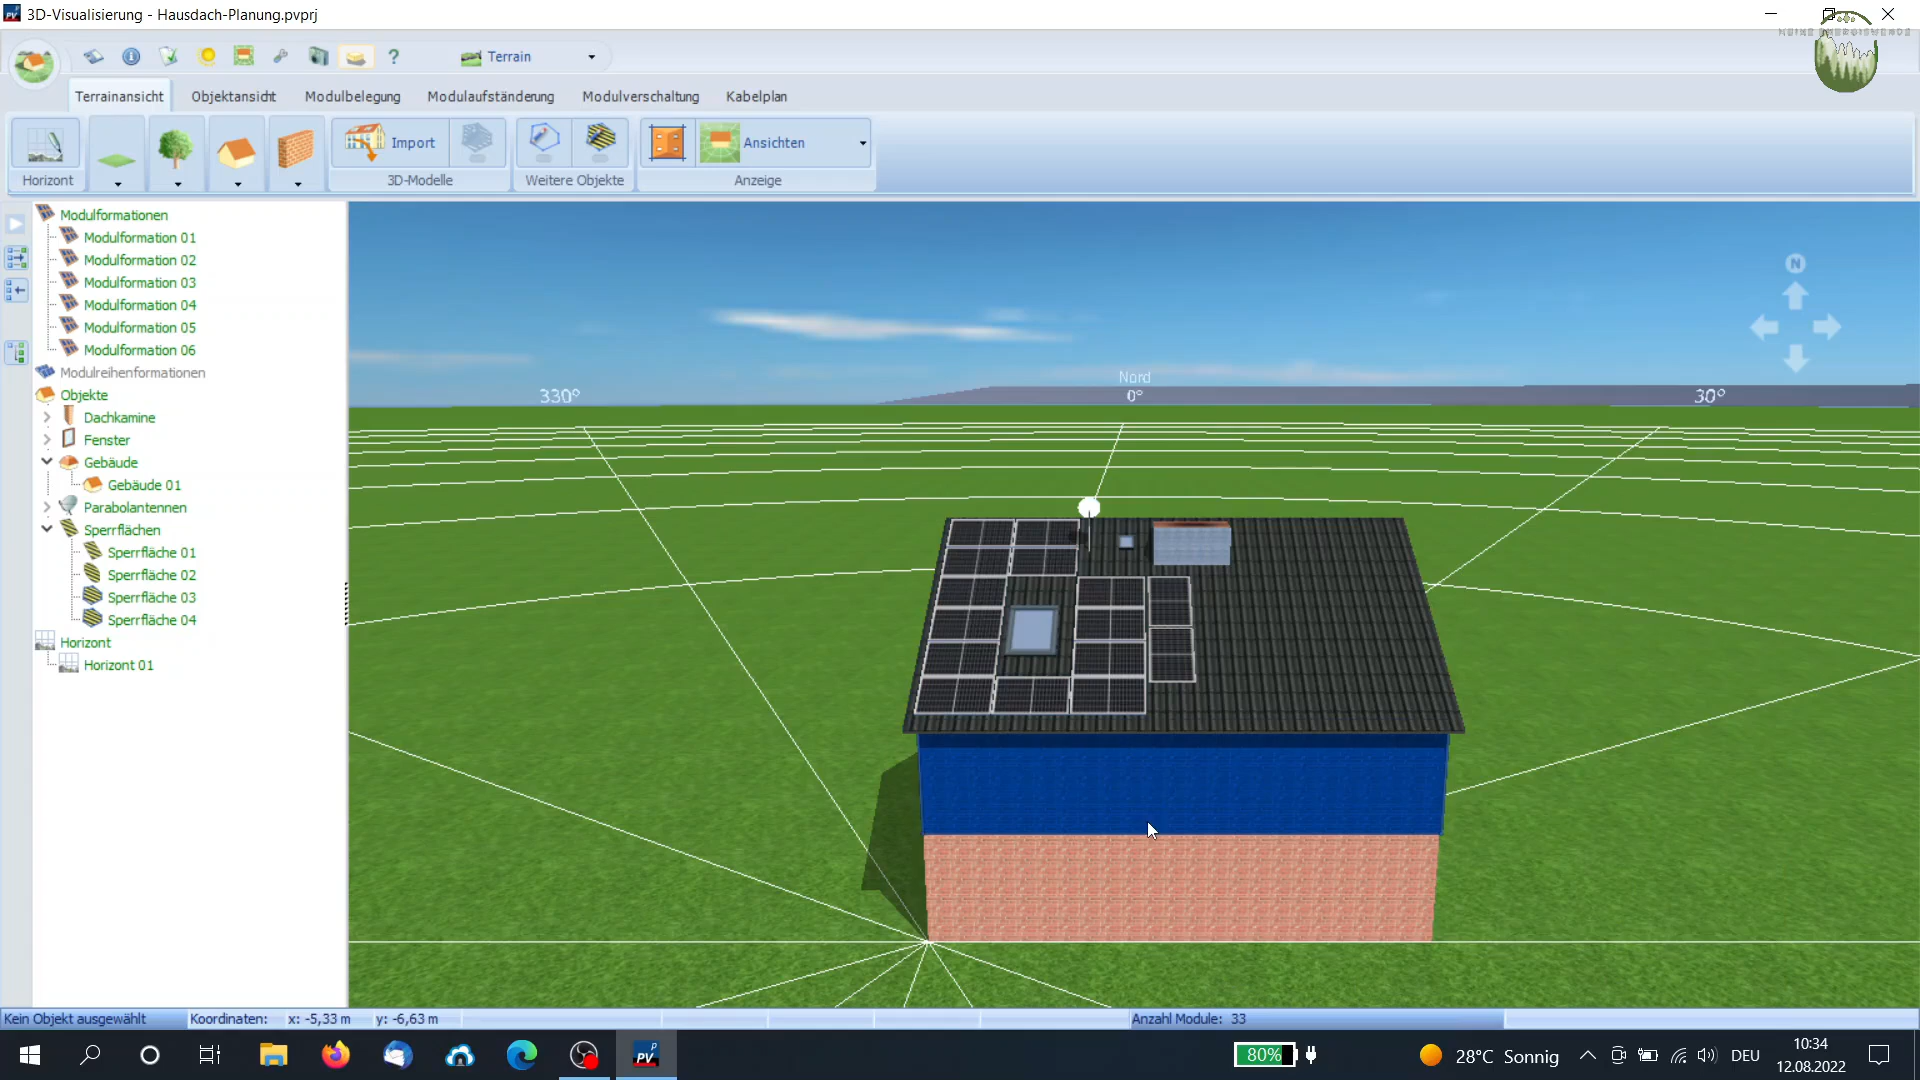 3D-Visualisierung - Hausdach-Planung.pvprj
Terrain
Terrainansicht
Objektansicht
Modulbelegung
Modulaufständerung
Modulverschaltung
Kabelplan
Import
Ansichten
Horizont
3D-Modelle
Weitere Objekte
Anzeige
Modulformationen
Modulformation 01
Modulformation 02
Modulformation 03
Modulformation 04
Modulformation 05
Modulformation 06
Modulreihenformationen
Objekte
Dachkamine
Fenster
Gebäude
Gebäude 01
Parabolantennen
Sperrflächen
Sperrfläche 01
Sperrfläche 02
Sperrfläche 03
Sperrfläche 04
Horizont
Horizont 01
N
Nord
330°
0°
30°
Kein Objekt ausgewählt
Koordinaten: x: -5,33 m y: -6,63 m
Anzahl Module: 33
PV
80%
28°C Sonnig
DEU
10:34
12.08.2022